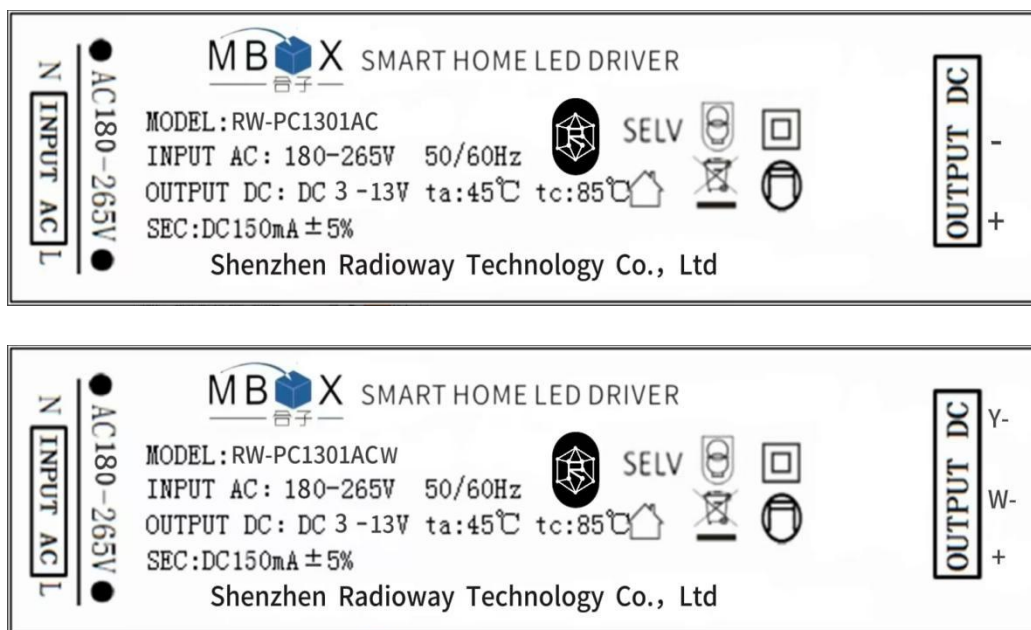 N INPUT AC L
AC180-265V
MBOX SMART HOME LED DRIVER
合子
MODEL:RW-PC1301AC
INPUT AC: 180-265V 50/60Hz
SELV
OUTPUT DC: DC 3-13V ta:45℃ tc:85℃
SEC:DC150mA±5%
Shenzhen Radioway Technology Co., Ltd
OUTPUT DC
-
+
N INPUT AC L
AC180-265V
MBOX SMART HOME LED DRIVER
合子
MODEL:RW-PC1301ACW
INPUT AC: 180-265V 50/60Hz
SELV
OUTPUT DC: DC 3-13V ta:45℃ tc:85℃
SEC:DC150mA±5%
Shenzhen Radioway Technology Co., Ltd
OUTPUT DC
Y-
W-
+